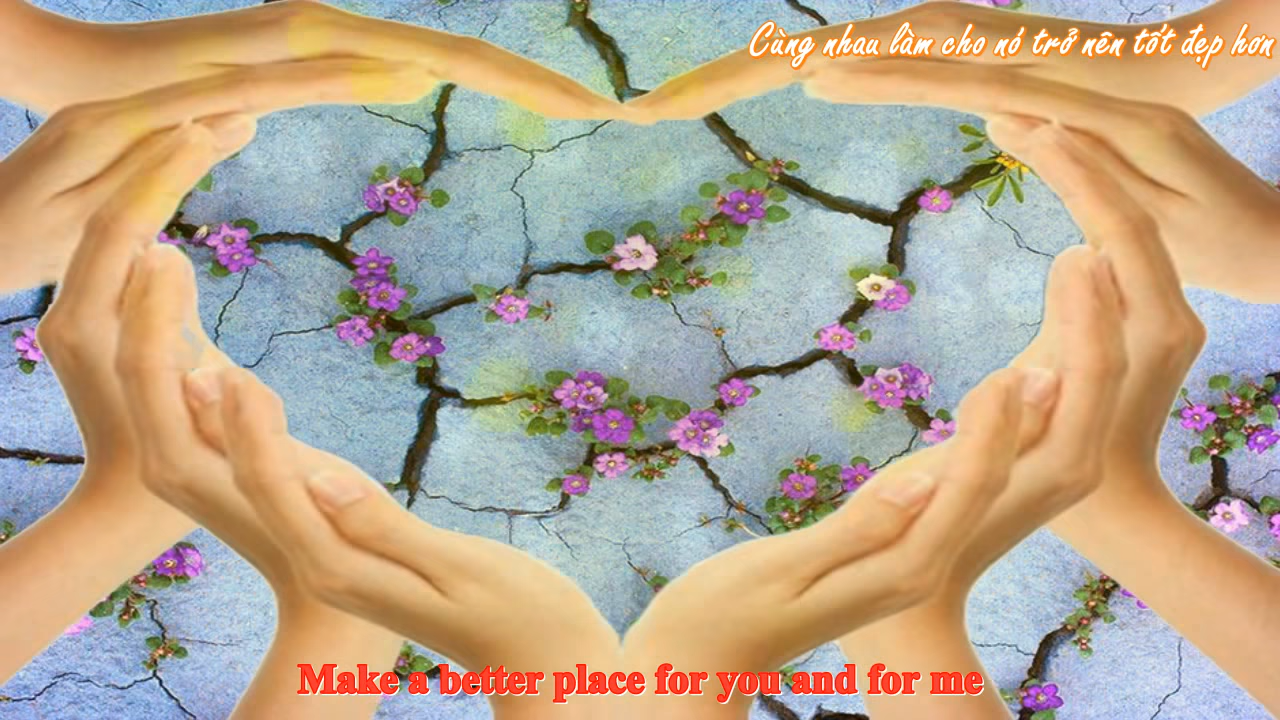 Cùng nhau làm cho nó trở nên tốt đẹp hơn
Make a better place for you and for me